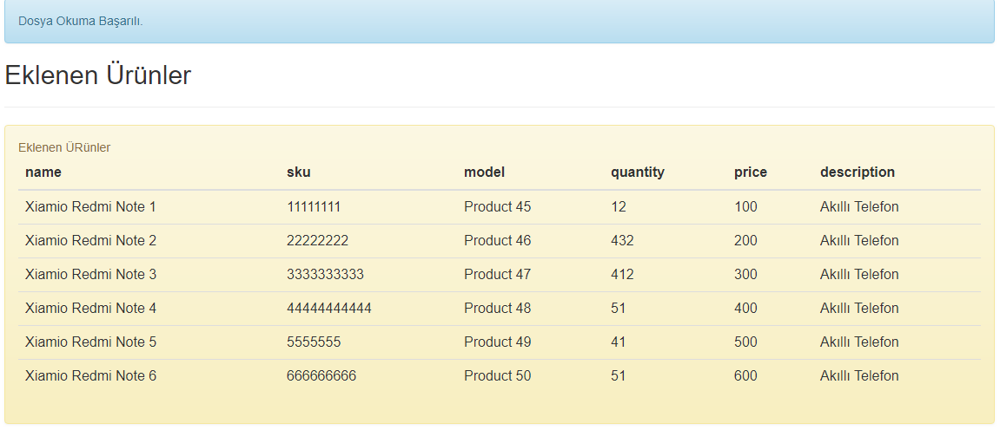 Dosya Okuma Başarılı.
Eklenen Ürünler
Eklenen ÜRünler
name sku model quantity price description
Xiamio Redmi Note 1 11111111 Product 45 12 100 Akıllı Telefon
Xiamio Redmi Note 2 22222222 Product 46 432 200 Akıllı Telefon
Xiamio Redmi Note 3 3333333333 Product 47 412 300 Akıllı Telefon
Xiamio Redmi Note 4 44444444444 Product 48 51 400 Akıllı Telefon
Xiamio Redmi Note 5 5555555 Product 49 41 500 Akıllı Telefon
Xiamio Redmi Note 6 666666666 Product 50 51 600 Akıllı Telefon